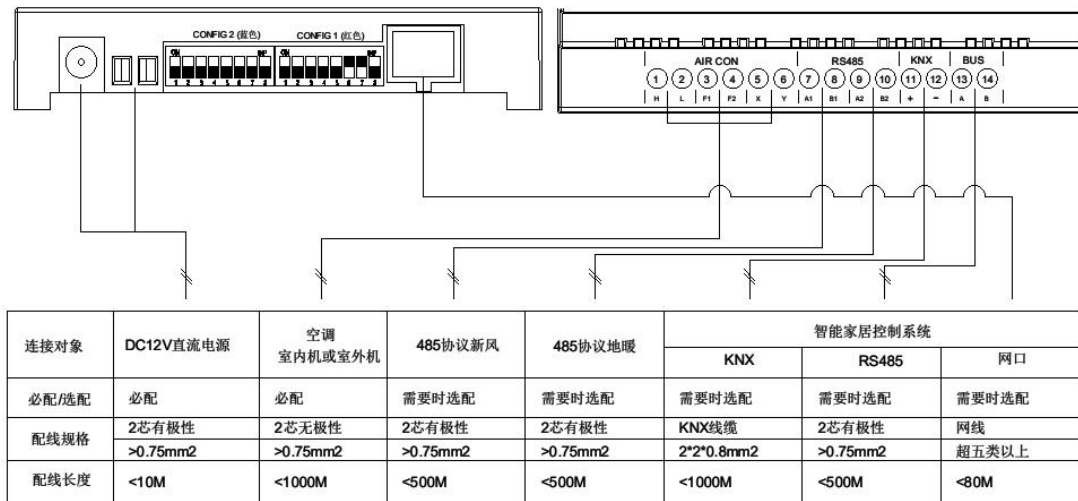 CONFIG 2 (蓝色) CONFIG 1 (红色)
ON ON
1 2 3 4 5 6 7 8 1 2 3 4 5 6 7 8
AIR CON RS485 KNX BUS
1 2 3 4 5 6 7 8 9 10 11 12 13 14
H L F1 F2 X Y A1 B1 A2 B2 + - A B
连接对象 DC12V直流电源 空调 485协议新风 485协议地暖 智能家居控制系统
室内机或室外机
KNX RS485 网口
必配/选配 必配 必配 需要时选配 需要时选配 需要时选配 需要时选配 需要时选配
配线规格 2芯有极性 2芯无极性 2芯有极性 2芯有极性 KNX线缆 2芯有极性 网线
>0.75mm2 >0.75mm2 >0.75mm2 >0.75mm2 2*2*0.8mm2 >0.75mm2 超五类以上
配线长度 <10M <1000M <500M <500M <1000M <500M <80M